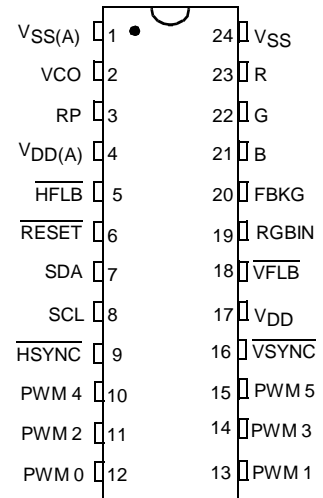 VSS(A) 1 24 VSS
VCO 2 23 R
RP 3 22 G
VDD(A) 4 21 B
HFLB 5 20 FBKG
RESET 6 19 RGBIN
SDA 7 18 VFLB
SCL 8 17 VDD
HSYNC 9 16 VSYNC
PWM 4 10 15 PWM 5
PWM 2 11 14 PWM 3
PWM 0 12 13 PWM 1